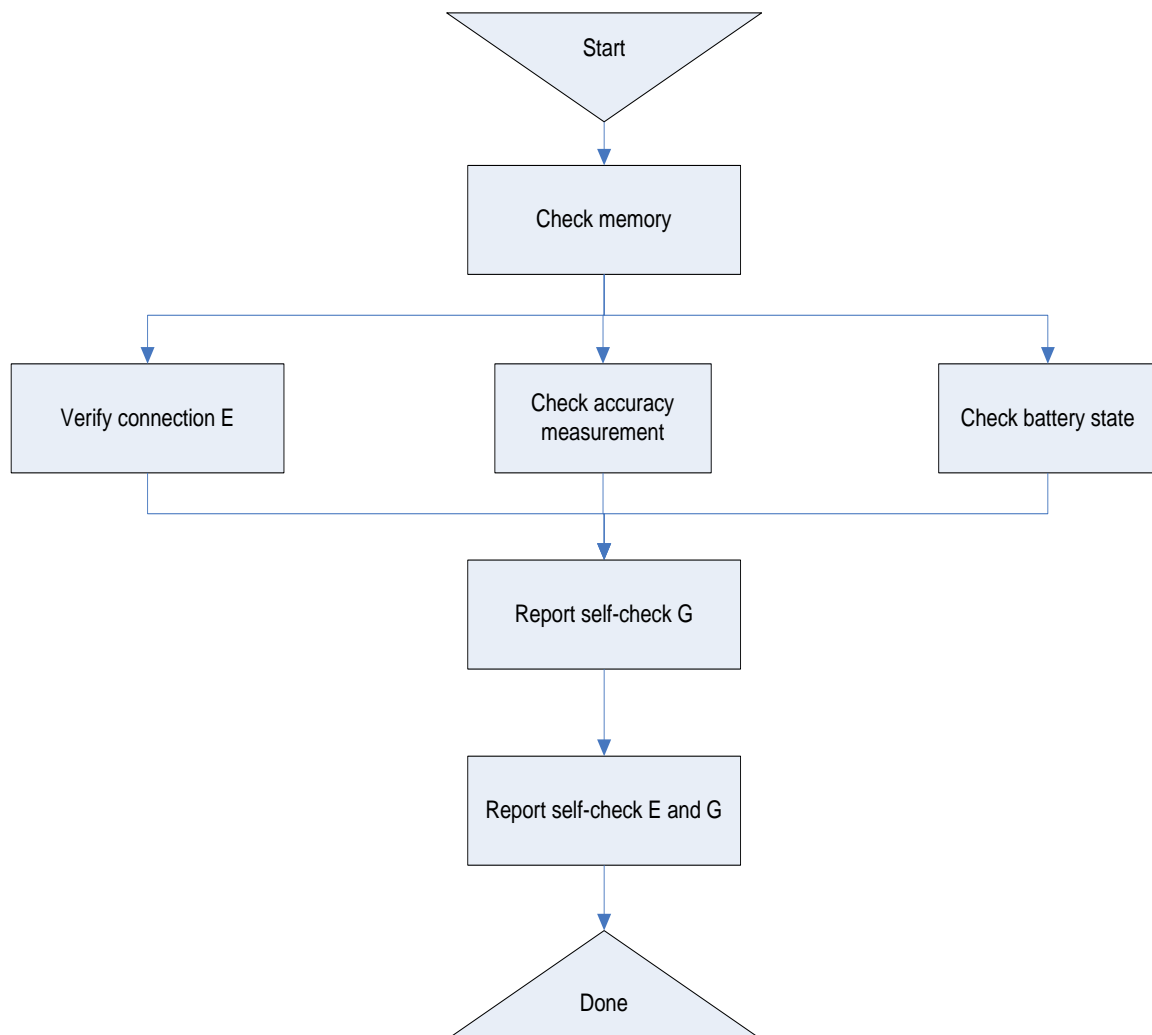 Start
Check memory
Verify connection E
Check accuracy
measurement
Check battery state
Report self-check G
Report self-check E and G
Done